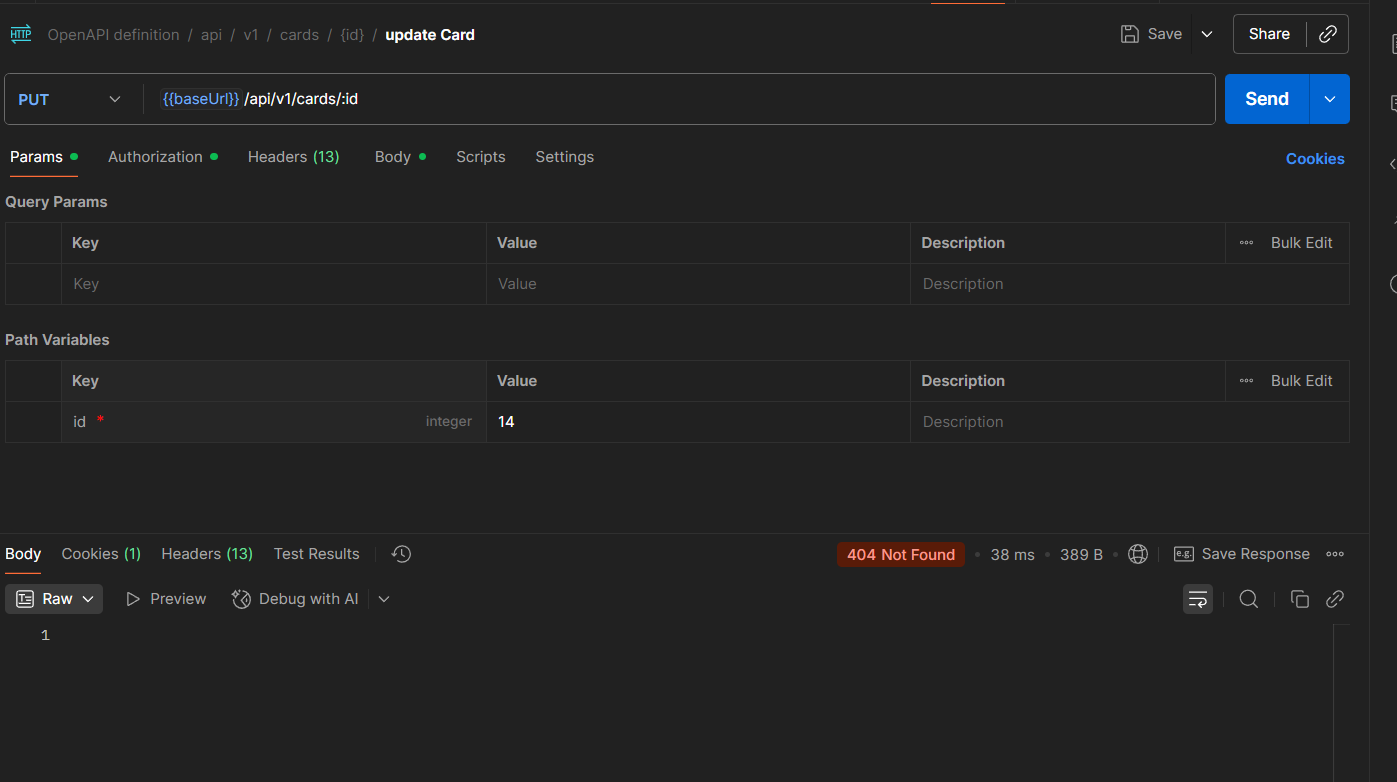 HTTP OpenAPI definition / api / v1 / cards / {id} / update Card Save Share
PUT {{baseUrl}}/api/v1/cards/:id Send
Params Authorization Headers (13) Body Scripts Settings Cookies
Query Params
Key Value Description Bulk Edit
Key Value Description
Path Variables
Key Value Description Bulk Edit
id * integer 14 Description
Body Cookies (1) Headers (13) Test Results 404 Not Found 38 ms 389 B e.g. Save Response
Raw Preview Debug with AI
1